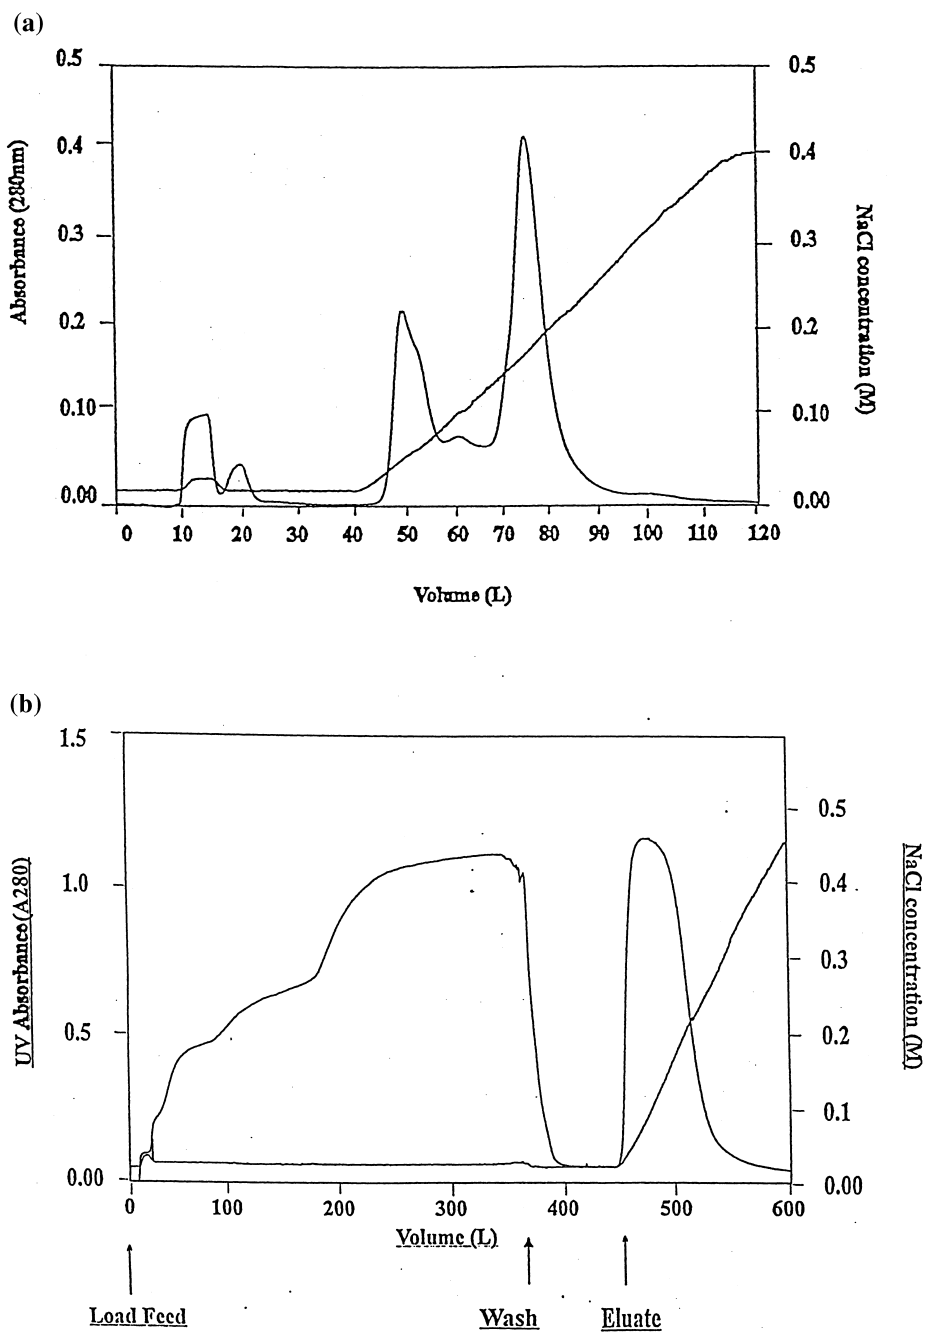 (a)
0.5
0.4
0.3
0.2
0.10
0.00
Absorbance (280nm)
0.5
0.4
0.3
0.2
0.10
0.00
NaCl concentration (M)
0 10 20 30 40 50 60 70 80 90 100 110 120
Volume (L)
(b)
1.5
1.0
0.5
0.00
UV Absorbance (A280)
0.5
0.4
0.3
0.2
0.1
0.00
NaCl concentration (M)
0 100 200 300 400 500 600
Volume (L)
Load Feed Wash Eluate